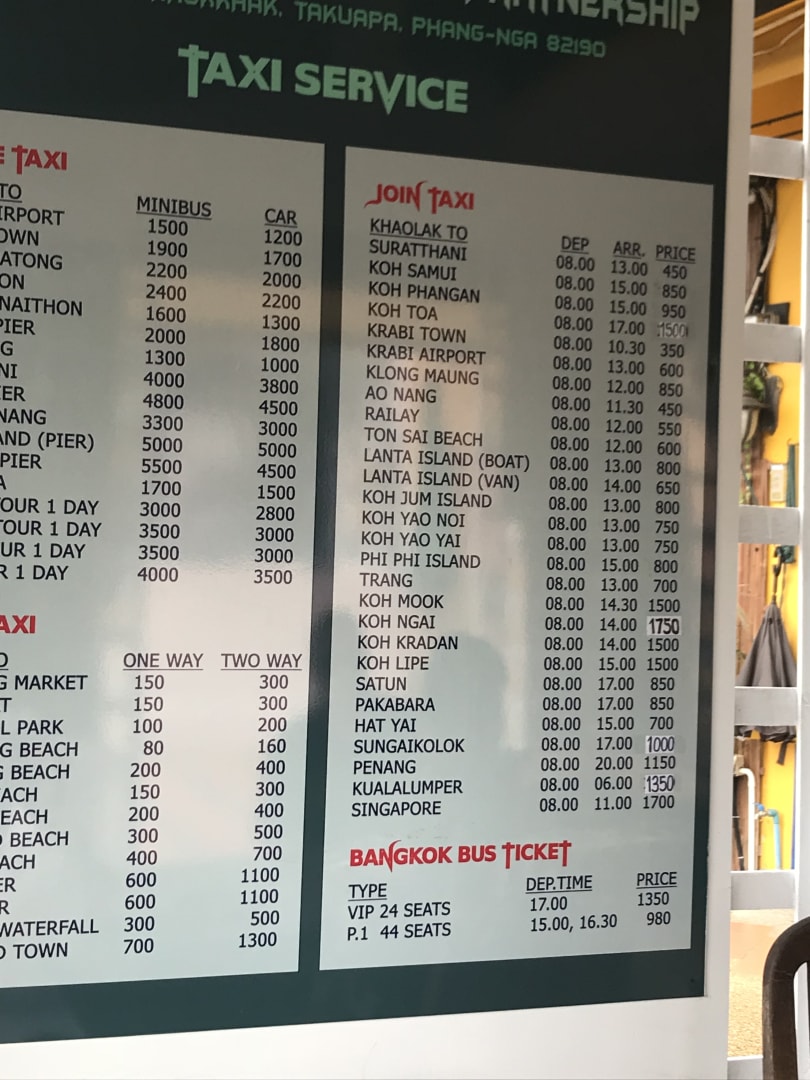 TAKUAPA, PHANG-NGA 82190
TAXI SERVICE
E TAXI
TO MINIBUS CAR
IRPORT 1500 1200
OWN 1900 1700
ATONG 2200 2000
ON 2400 2200
NAITHON 1600 1300
PIER 2000 1800
G 1300 1000
NI 4000 3800
ER 4800 4500
NANG 3300 3000
AND (PIER) 5000 5000
PIER 5500 4500
A 1700 1500
OUR 1 DAY 3000 2800
TOUR 1 DAY 3500 3000
UR 1 DAY 3500 3000
R 1 DAY 4000 3500
AXI
O ONE WAY TWO WAY
G MARKET 150 300
T 150 300
L PARK 100 200
G BEACH 80 160
G BEACH 200 400
EACH 150 300
EACH 200 400
O BEACH 300 500
ACH 400 700
ER 600 1100
R 600 1100
WATERFALL 300 500
O TOWN 700 1300
JOIN TAXI
KHAOLAK TO DEP ARR. PRICE
SURATTHANI 08.00 13.00 450
KOH SAMUI 08.00 15.00 850
KOH PHANGAN 08.00 15.00 950
KOH TOA 08.00 17.00 1500
KRABI TOWN 08.00 10.30 350
KRABI AIRPORT 08.00 13.00 600
KLONG MAUNG 08.00 12.00 850
AO NANG 08.00 11.30 450
RAILAY 08.00 12.00 550
TON SAI BEACH 08.00 12.00 600
LANTA ISLAND (BOAT) 08.00 13.00 800
LANTA ISLAND (VAN) 08.00 14.00 650
KOH JUM ISLAND 08.00 13.00 800
KOH YAO NOI 08.00 13.00 750
KOH YAO YAI 08.00 13.00 750
PHI PHI ISLAND 08.00 15.00 800
TRANG 08.00 13.00 700
KOH MOOK 08.00 14.30 1500
KOH NGAI 08.00 14.00 1750
KOH KRADAN 08.00 14.00 1500
KOH LIPE 08.00 15.00 1500
SATUN 08.00 17.00 850
PAKABARA 08.00 17.00 850
HAT YAI 08.00 15.00 700
SUNGAIKOLOK 08.00 17.00 1000
PENANG 08.00 20.00 1150
KUALALUMPER 08.00 06.00 1350
SINGAPORE 08.00 11.00 1700
BANGKOK BUS TICKET
TYPE DEP.TIME PRICE
VIP 24 SEATS 17.00 1350
P.1 44 SEATS 15.00, 16.30 980